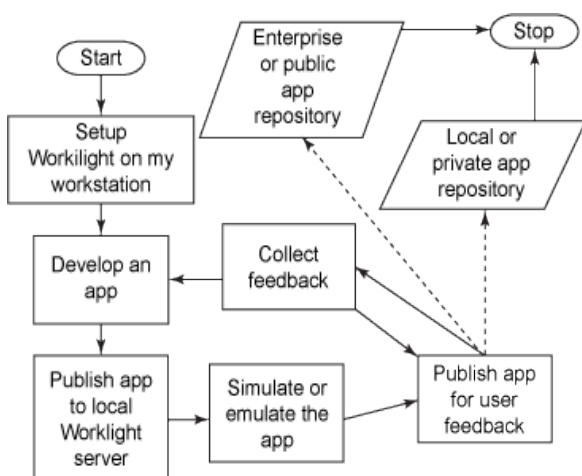 Start
Setup
Workilight on my
workstation
Develop an
app
Publish app
to local
Worklight
server
Simulate or
emulate the
app
Collect
feedback
Publish app
for user
feedback
Enterprise
or public
app
repository
Local or
private app
repository
Stop